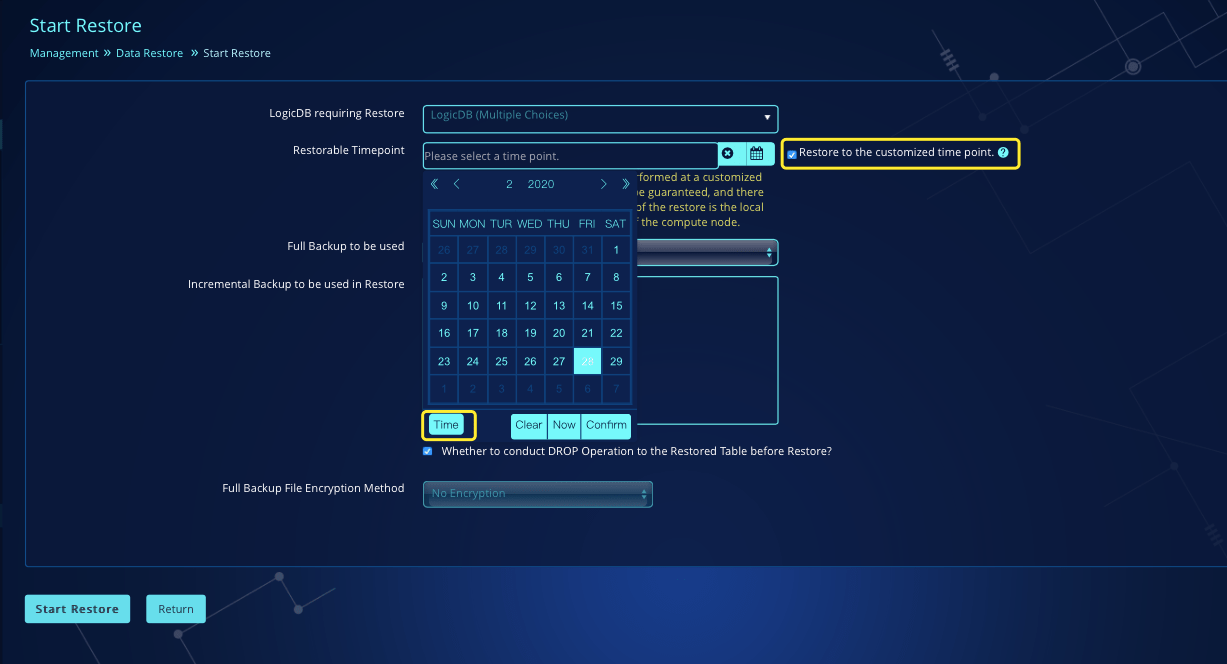 Start Restore
Management » Data Restore » Start Restore
LogicDB requiring Restore
LogicDB (Multiple Choices)
Restorable Timepoint
Please select a time point.
Restore to the customized time point.
?
rformed at a customized
be guaranteed, and there
of the restore is the local
the compute node.
2 2020
SUN MON TUR WED THU FRI SAT
26 27 28 29 30 31 1
2 3 4 5 6 7 8
9 10 11 12 13 14 15
16 17 18 19 20 21 22
23 24 25 26 27 28 29
1 2 3 4 5 6 7
Time Clear Now Confirm
Full Backup to be used
Incremental Backup to be used in Restore
Whether to conduct DROP Operation to the Restored Table before Restore?
Full Backup File Encryption Method
No Encryption
Start Restore
Return